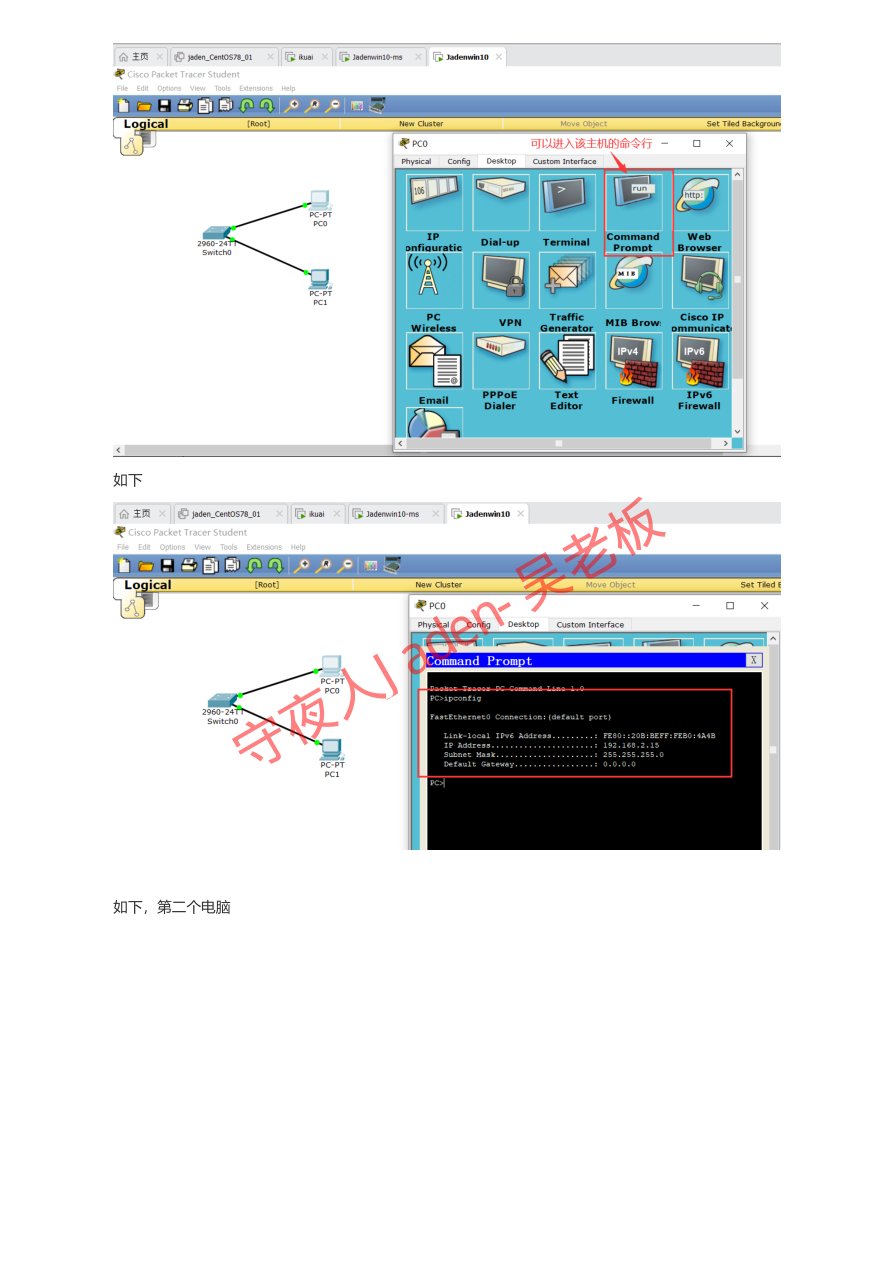 主页 jaden_CentOS78_01 ikuai Jadenwin10-ms Jadenwin10
Cisco Packet Tracer Student
File Edit Options View Tools Extensions Help
Logical [Root] New Cluster Move Object Set Tiled Background
PC0 可以进入该主机的命令行
Physical Config Desktop Custom Interface
106 > run http:
IP onfiguratic Dial-up Terminal Command Prompt Web Browser
PC-PT
PC0
2960-24TT
Switch0
PC-PT
PC1
MIB
PC Wireless VPN Traffic Generator MIB Brows Cisco IP ommunicat
IPv4 IPv6
Email PPPoE Dialer Text Editor Firewall IPv6 Firewall
如下
主页 jaden_CentOS78_01 ikuai Jadenwin10-ms Jadenwin10
Cisco Packet Tracer Student
File Edit Options View Tools Extensions Help
Logical [Root] New Cluster Move Object Set Tiled B
PC0
Physical Config Desktop Custom Interface
Command Prompt X
Packet Tracer PC Command Line 1.0
PC>ipconfig
FastEthernet0 Connection:(default port)
Link-local IPv6 Address.........: FE80::20B:BEFF:FEB0:4A4B
IP Address......................: 192.168.2.15
Subnet Mask.....................: 255.255.255.0
Default Gateway.................: 0.0.0.0
PC>
PC-PT
PC0
2960-24TT
Switch0
PC-PT
PC1
守夜人Jaden-吴老板
如下，第二个电脑